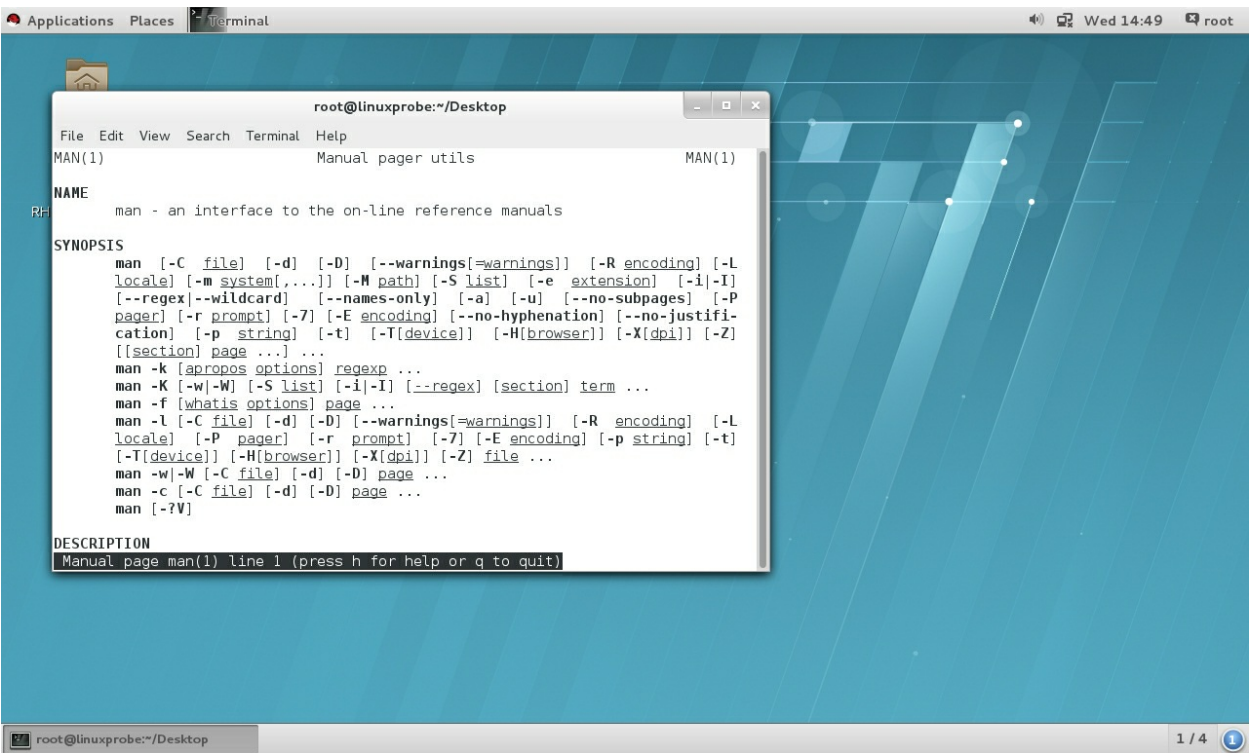 Applications Places Terminal Wed 14:49 root
root@linuxprobe:~/Desktop
File Edit View Search Terminal Help
MAN(1) Manual pager utils MAN(1)
NAME
man - an interface to the on-line reference manuals
RH
SYNOPSIS
man [-C file] [-d] [-D] [--warnings[=warnings]] [-R encoding] [-L
locale] [-m system[,...]] [-M path] [-S list] [-e extension] [-i|-I]
[--regex|--wildcard] [--names-only] [-a] [-u] [--no-subpages] [-P
pager] [-r prompt] [-7] [-E encoding] [--no-hyphenation] [--no-justifi-
cation] [-p string] [-t] [-T[device]] [-H[browser]] [-X[dpi]] [-Z]
[[section] page ...] ...
man -k [apropos options] regexp ...
man -K [-w|-W] [-S list] [-i|-I] [--regex] [section] term ...
man -f [whatis options] page ...
man -l [-C file] [-d] [-D] [--warnings[=warnings]] [-R encoding] [-L
locale] [-P pager] [-r prompt] [-7] [-E encoding] [-p string] [-t]
[-T[device]] [-H[browser]] [-X[dpi]] [-Z] file ...
man -w|-W [-C file] [-d] [-D] page ...
man -c [-C file] [-d] [-D] page ...
man [-?V]
DESCRIPTION
Manual page man(1) line 1 (press h for help or q to quit)
root@linuxprobe:~/Desktop 1 / 4 1